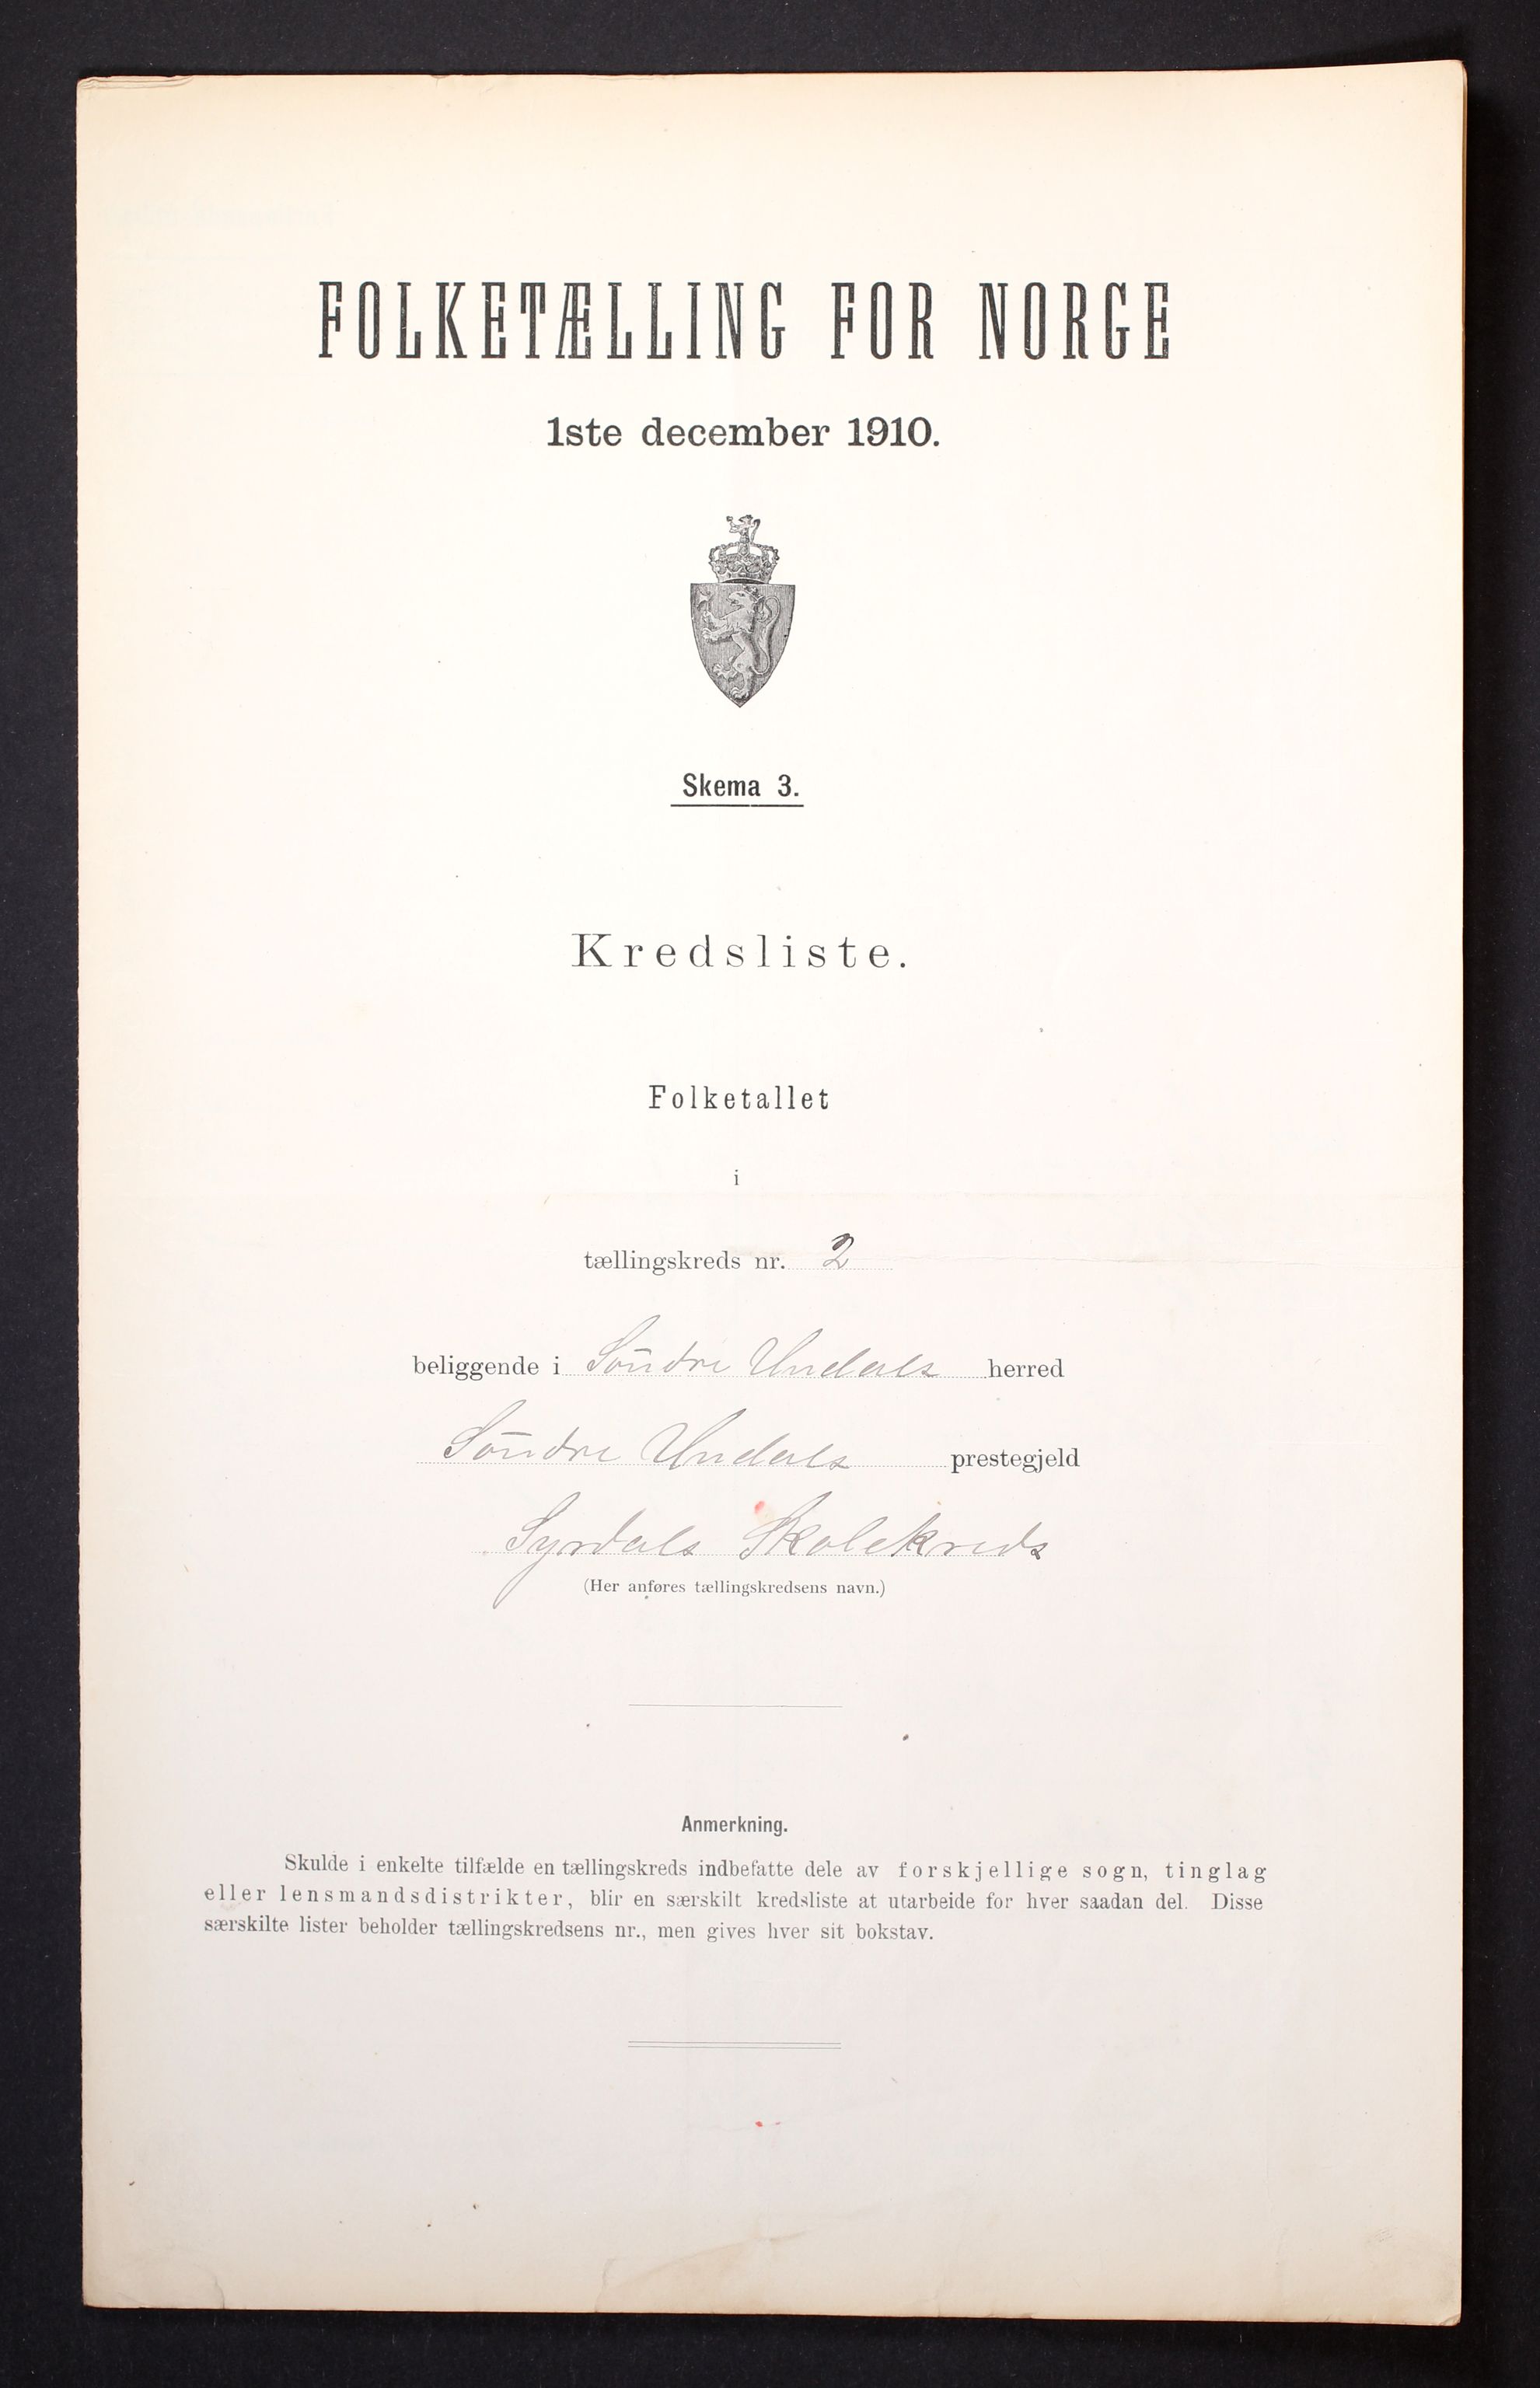 FOLKETÆLLING FOR NORGE
1ste december 1910.
Skema 3.
Kredsliste.
Folketallet
i
tællingskreds nr. 2
beliggende i Söndre Undals herred
Söndre Undals prestegjeld
Syrdals Skolekreds
(Her anføres tællingskredsens navn.)
Anmerkning.
Skulde i enkelte tilfælde en tællingskreds indbefatte dele av forskjellige sogn, tinglag
eller lensmandsdistrikter, blir en særskilt kredsliste at utarbeide for hver saadan del. Disse
særskilte lister beholder tællingskredsens nr., men gives hver sit bokstav.